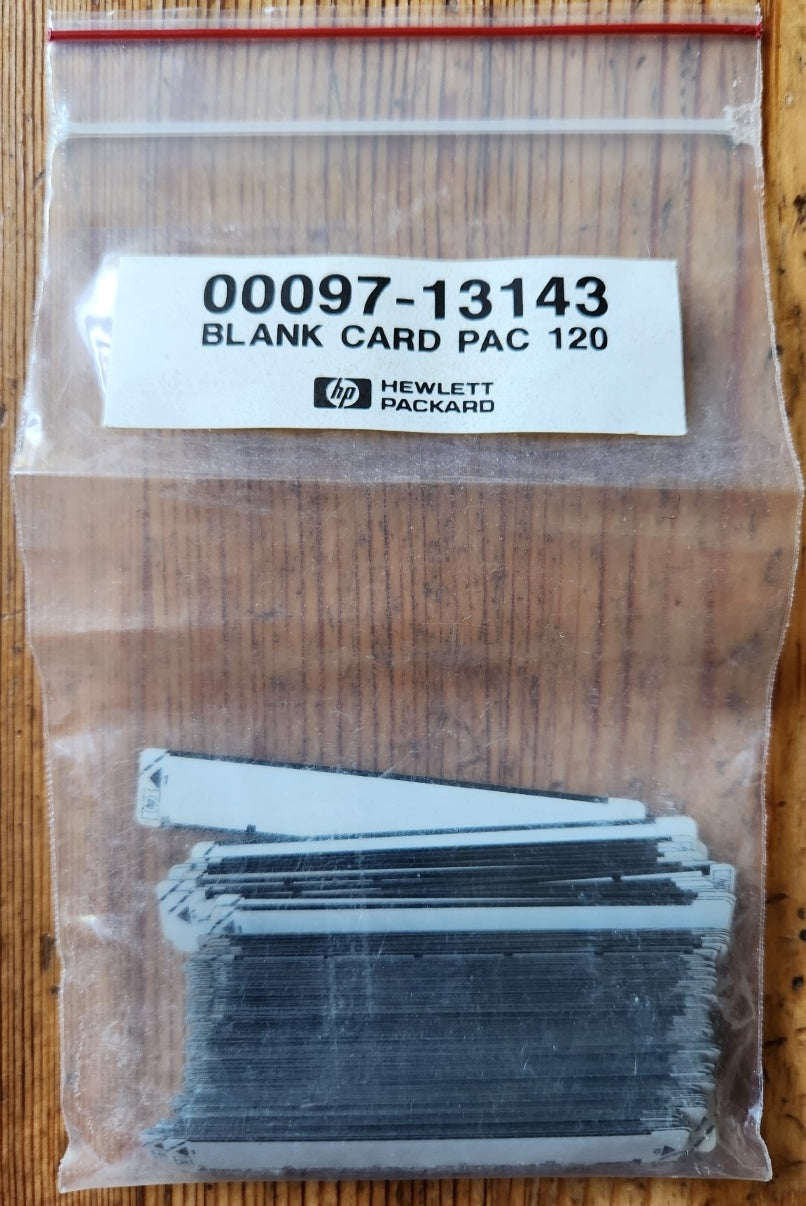 00097-13143
BLANK CARD PAC 120
hp HEWLETT
PACKARD